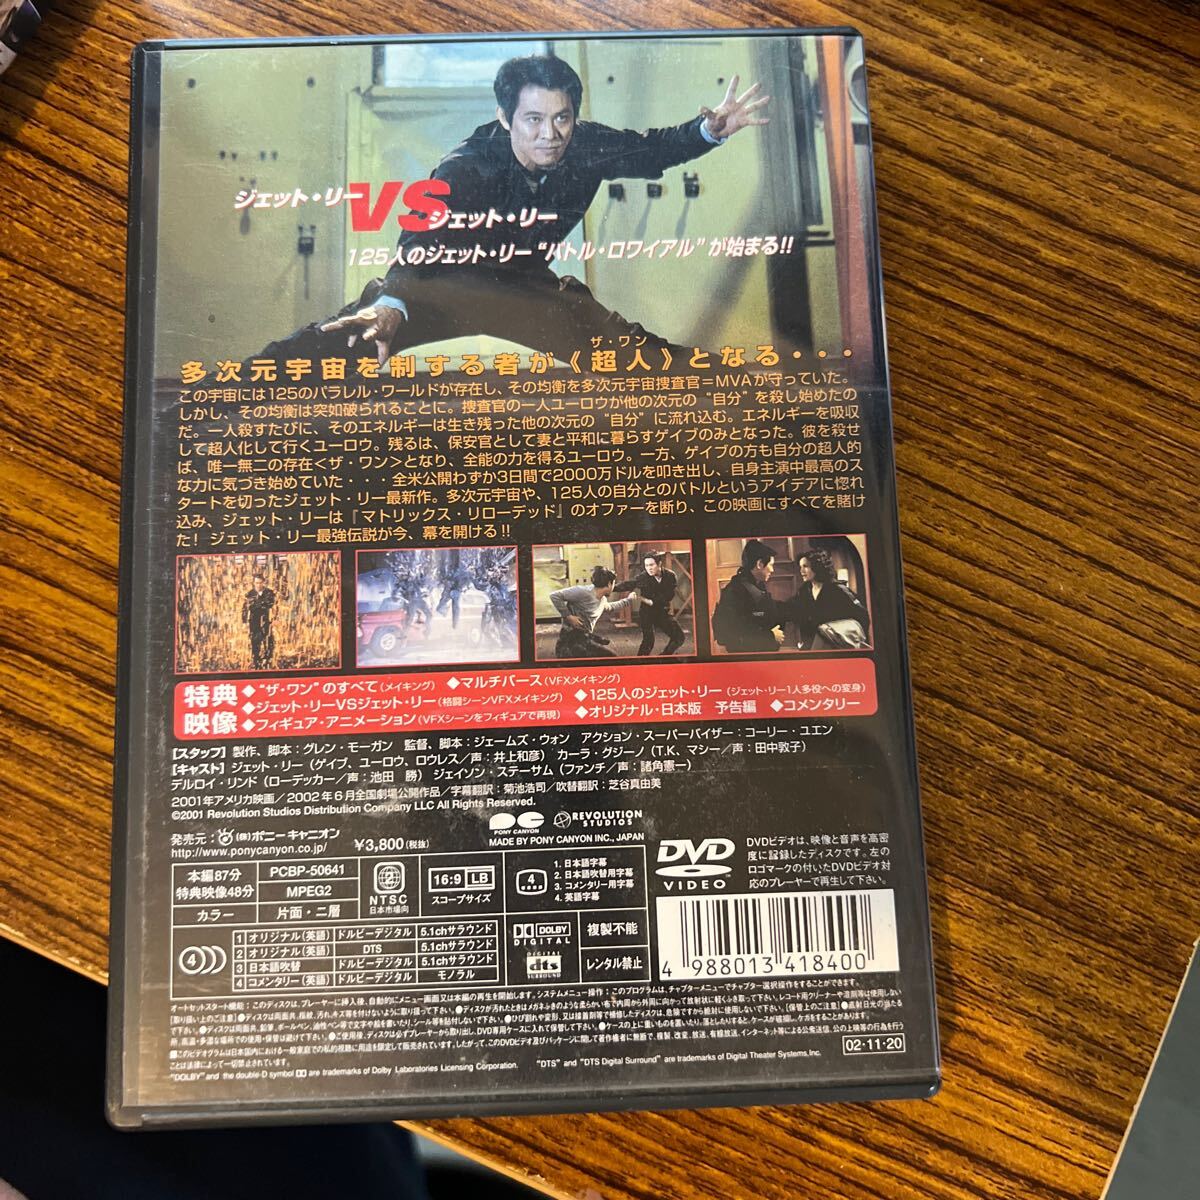 ジェット・リー VS ジェット・リー
125人のジェット・リー “バトル・ロワイアル” が始まる!!
ザ・ワン
多次元宇宙を制する者が《超人》となる・・・
この宇宙には125のパラレル・ワールドが存在し、その均衡を多次元宇宙捜査官＝MVAが守っていた。
しかし、その均衡は突如破られることに。捜査官の一人ユーロウが他の次元の“自分”を殺し始めたの
だ。一人殺すたびに、そのエネルギーは生き残った他の次元の“自分”に流れ込む。エネルギーを吸収
して超人化して行くユーロウ。残るは、保安官として妻と平和に暮らすゲイブのみとなった。彼を殺せ
ば、唯一無二の存在<ザ・ワン>となり、全能の力を得るユーロウ。一方、ゲイブの方も自分の超人的
な力に気づき始めていた・・・全米公開わずか3日間で2000万ドルを叩き出し、自身主演中最高のス
タートを切ったジェット・リー最新作。多次元宇宙や、125人の自分とのバトルというアイデアに惚れ
込み、ジェット・リーは『マトリックス・リローデッド』のオファーを断り、この映画にすべてを賭け
た！ジェット・リー最強伝説が今、幕を開ける!!
特典映像
◆“ザ・ワン”のすべて(メイキング) ◆マルチバース(VFXメイキング)
◆ジェット・リーVSジェット・リー(格闘シーンVFXメイキング) ◆125人のジェット・リー(ジェット・リー1人多役への変身)
◆フィギュア・アニメーション(VFXシーンをフィギュアで再現) ◆オリジナル・日本版 予告編 ◆コメンタリー
【スタッフ】製作、脚本：グレン・モーガン 監督、脚本：ジェームズ・ウォン アクション・スーパーバイザー：コーリー・ユエン
【キャスト】ジェット・リー(ゲイブ、ユーロウ、ロウレス／声：井上和彦) カーラ・グジーノ(T.K、マシー／声：田中敦子)
デルロイ・リンド(ローデッカー／声：池田 勝) ジェイソン・ステーサム(ファンチ／声：諸角憲一)
2001年アメリカ映画／2002年6月全国劇場公開作品／字幕翻訳：菊池浩司／吹替翻訳：芝谷真由美
©2001 Revolution Studios Distribution Company LLC All Rights Reserved.
PONY CANYON
REVOLUTION STUDIOS
発売元：(株)ポニーキャニオン
http://www.ponycanyon.co.jp/
¥3,800(税抜)
MADE BY PONY CANYON INC., JAPAN
本編87分
特典映像48分
PCBP-50641
MPEG2
カラー
片面・二層
2
NTSC
日本市場向
16:9 LB
スコープサイズ
4
1. 日本語字幕
2. 日本語吹替用字幕
3. コメンタリー用字幕
4. 英語字幕
4
1 オリジナル(英語) ドルビーデジタル 5.1chサラウンド
2 オリジナル(英語) DTS 5.1chサラウンド
3 日本語吹替 ドルビーデジタル 5.1chサラウンド
4 コメンタリー(英語) ドルビーデジタル モノラル
DOLBY DIGITAL
DIGITAL dts SURROUND
複製不能
レンタル禁止
DVD VIDEO
DVDビデオは、映像と音声を高密
度に記録したディスクです。左の
ロゴマークの付いたDVDビデオ対
応のプレーヤーで再生して下さい。
4 988013 418400
02・11・20
"DOLBY" and the double-D symbol are trademarks of Dolby Laboratories Licensing Corporation. "DTS" and "DTS Digital Surround" are trademarks of Digital Theater Systems, Inc.